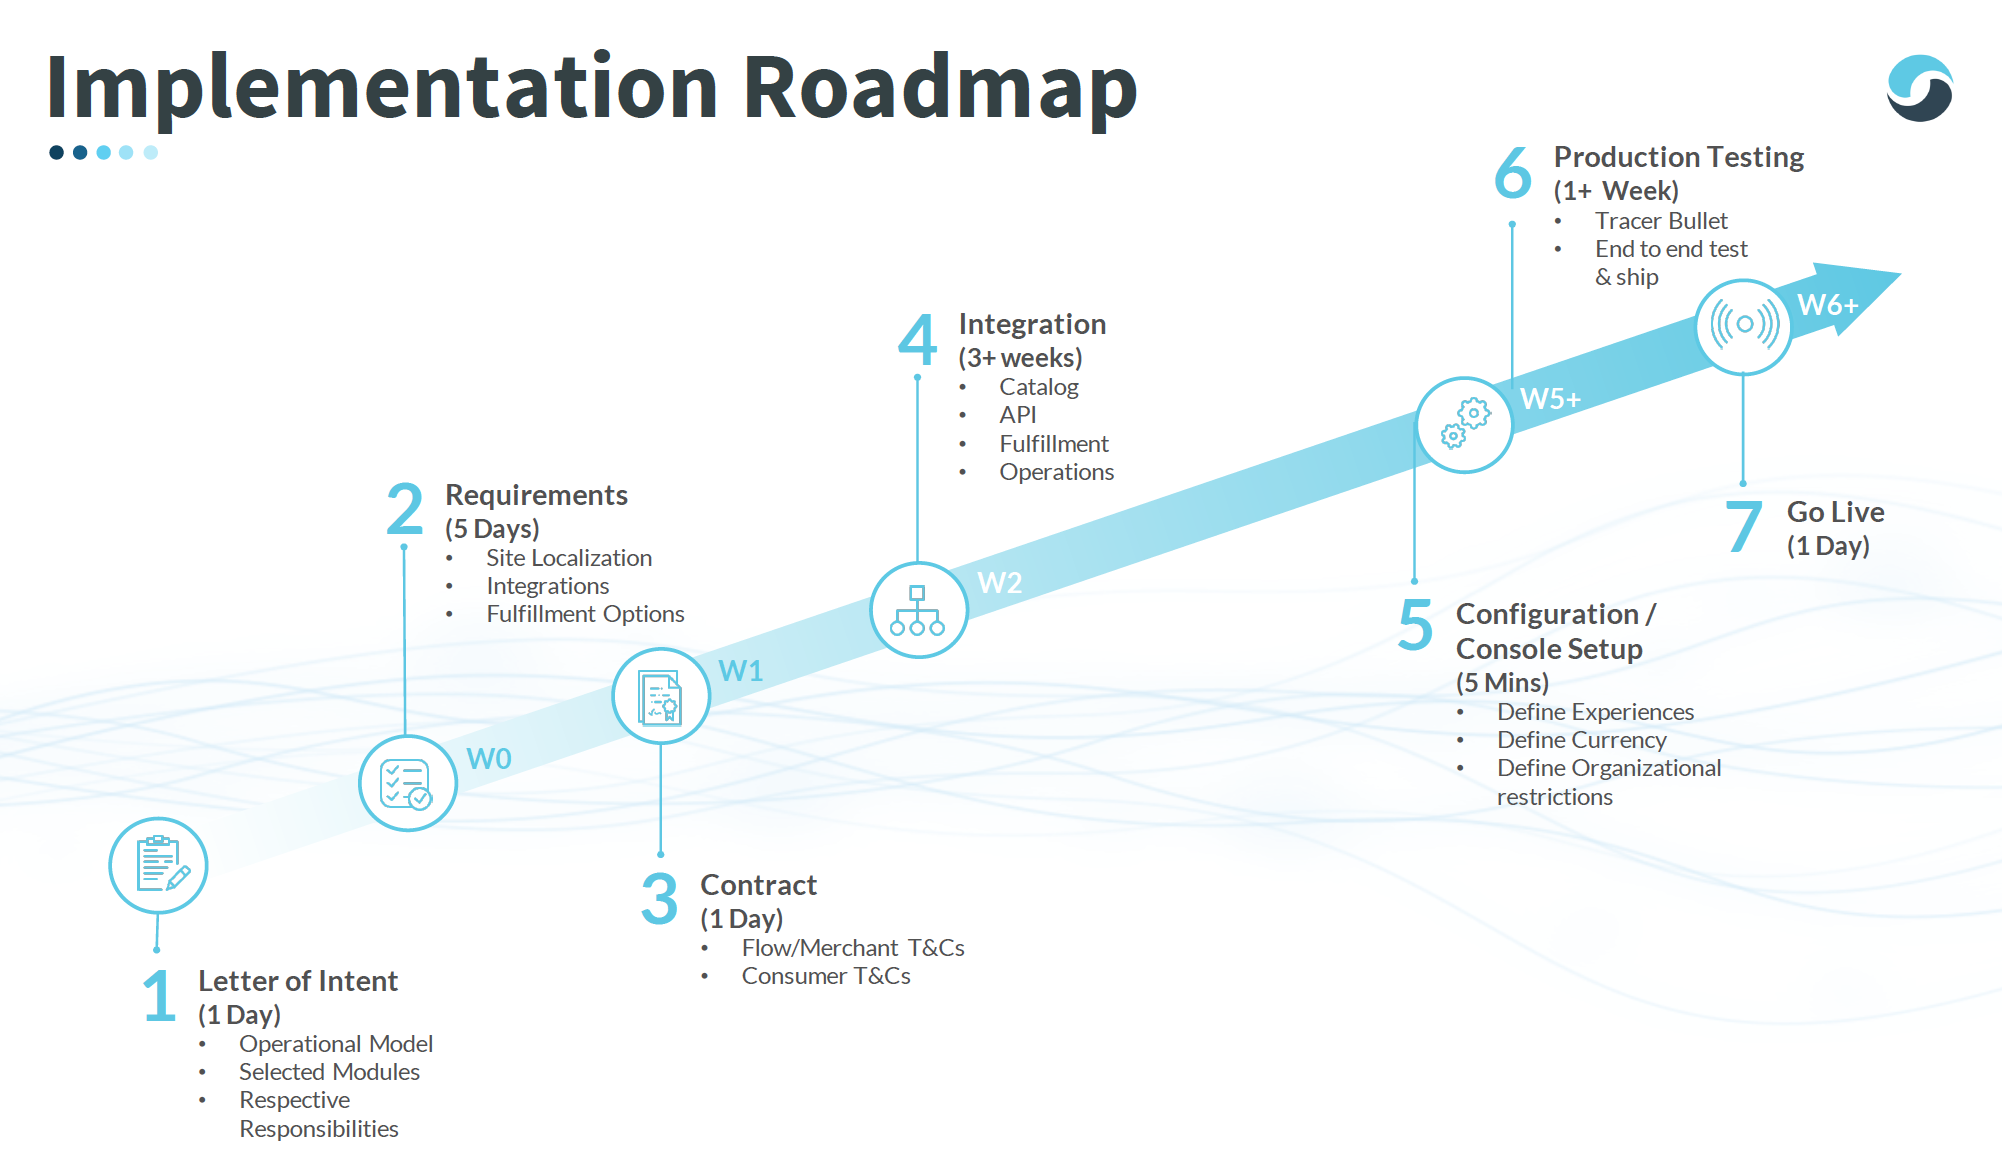 Implementation Roadmap
1
Letter of Intent
(1 Day)
• Operational Model
• Selected Modules
• Respective
Responsibilities
2
Requirements
(5 Days)
• Site Localization
• Integrations
• Fulfillment Options
W0
3
Contract
(1 Day)
• Flow/Merchant T&Cs
• Consumer T&Cs
W1
4
Integration
(3+ weeks)
• Catalog
• API
• Fulfillment
• Operations
W2
5
Configuration /
Console Setup
(5 Mins)
• Define Experiences
• Define Currency
• Define Organizational
restrictions
W5+
6
Production Testing
(1+ Week)
• Tracer Bullet
• End to end test
& ship
7
Go Live
(1 Day)
W6+